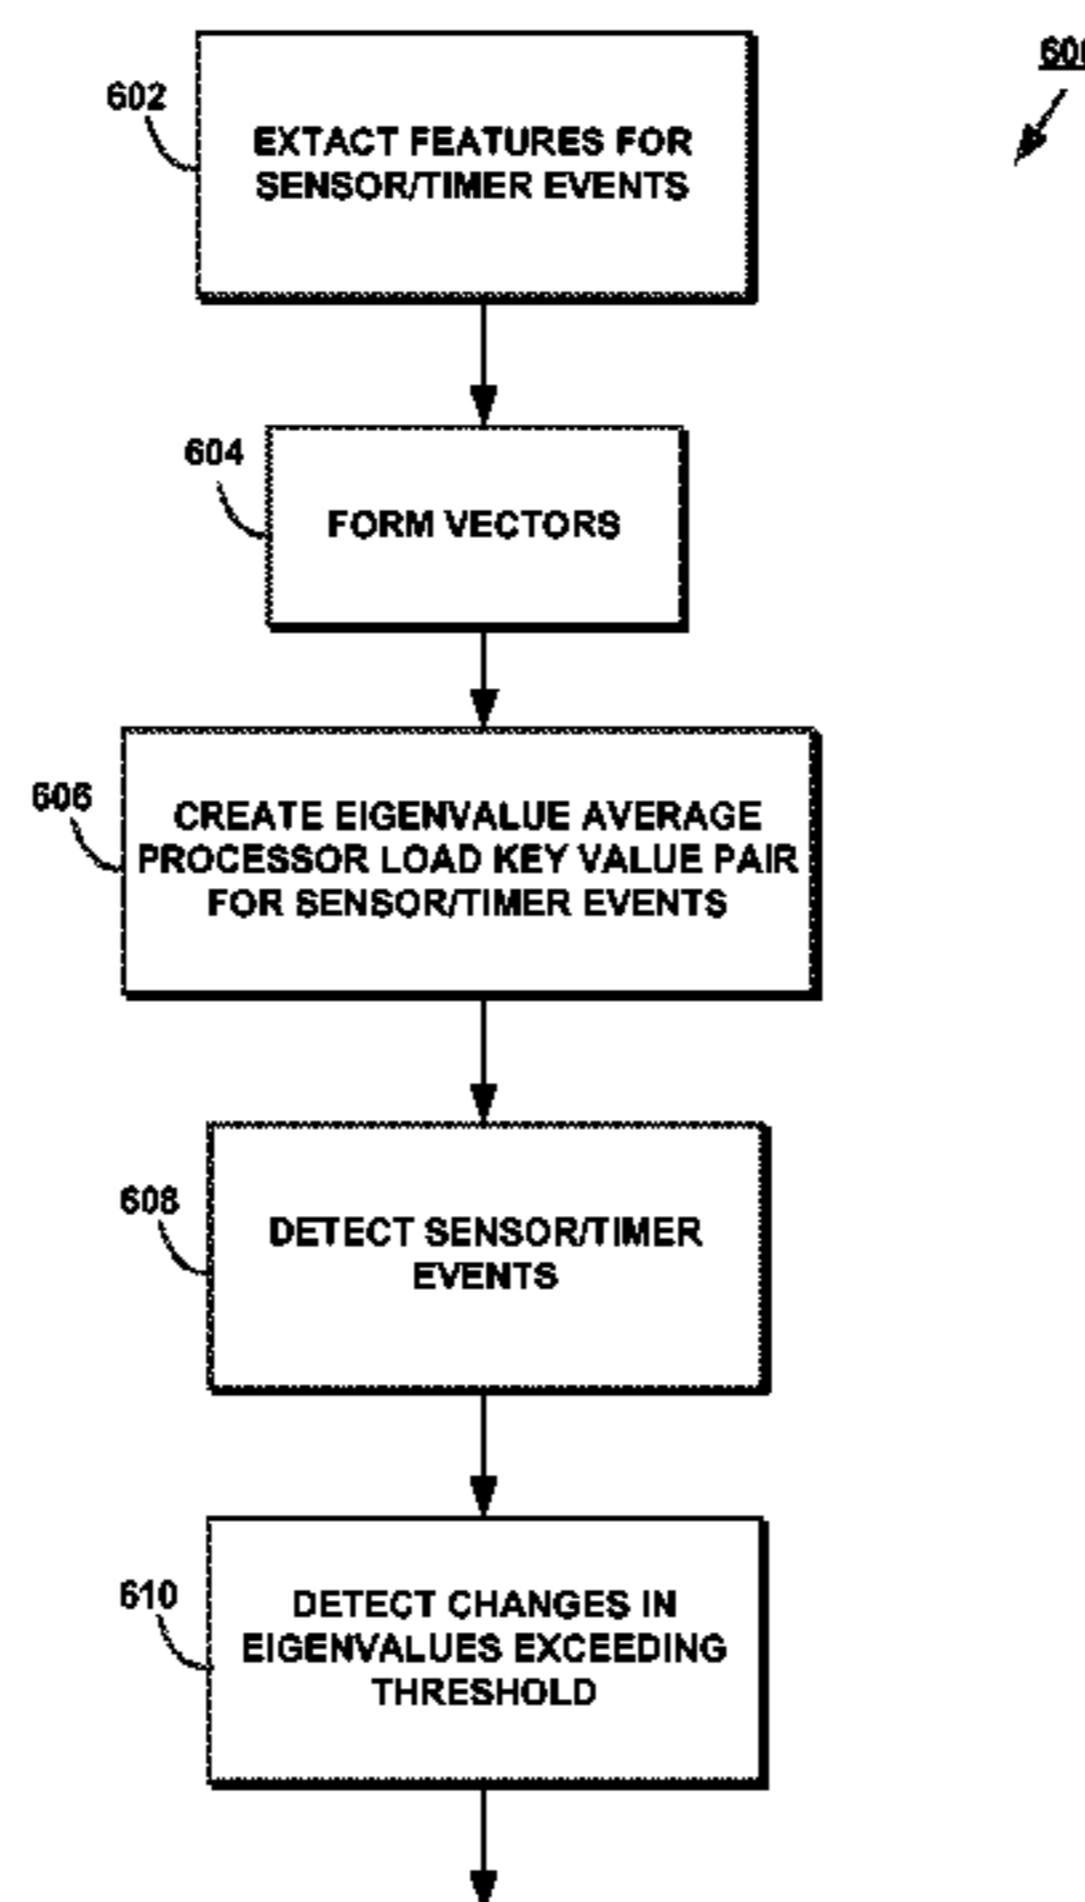 602
EXTACT FEATURES FOR
SENSOR/TIMER EVENTS
604
FORM VECTORS
606
CREATE EIGENVALUE AVERAGE
PROCESSOR LOAD KEY VALUE PAIR
FOR SENSOR/TIMER EVENTS
608
DETECT SENSOR/TIMER
EVENTS
610
DETECT CHANGES IN
EIGENVALUES EXCEEDING
THRESHOLD